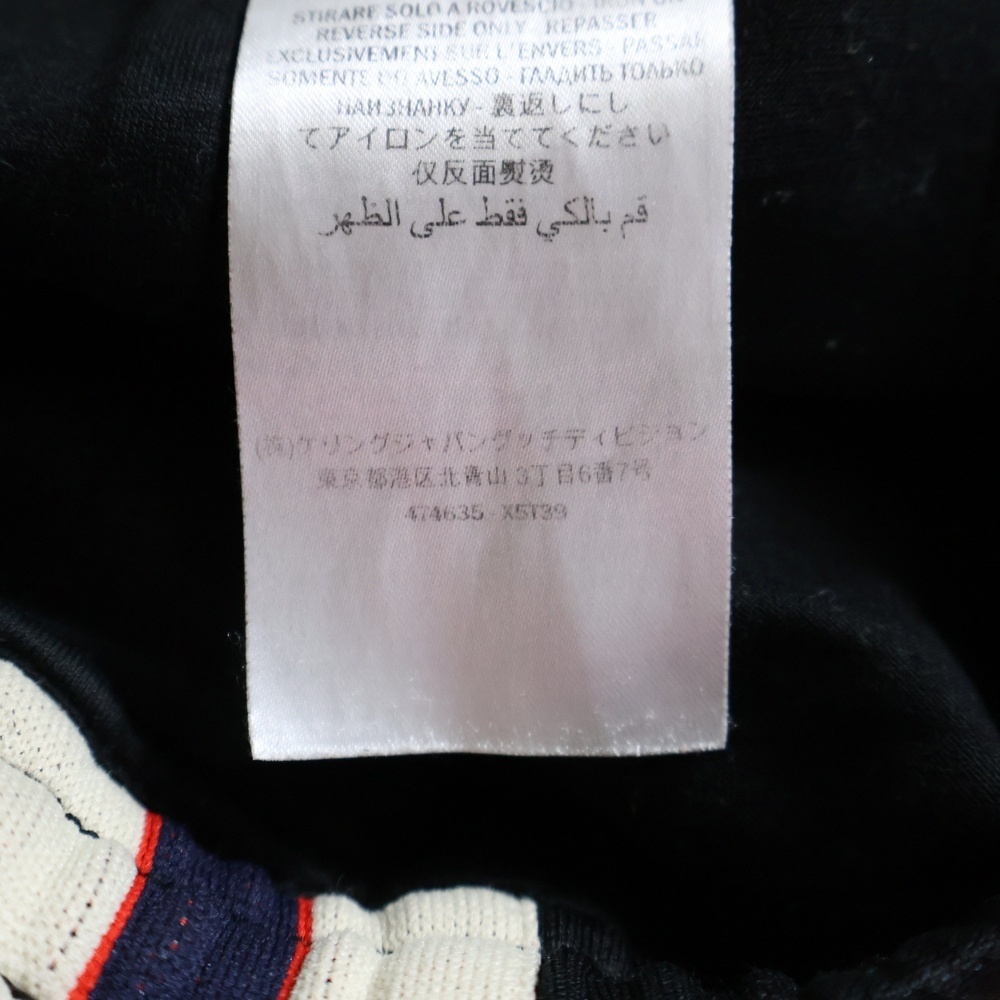 STIRARE SOLO A ROVESCIO - IRON ON
REVERSE SIDE ONLY - REPASSER
EXCLUSIVEMENT SUR L'ENVERS - PASSAR
SOMENTE DO AVESSO - ГЛАДИТЬ ТОЛЬКО
НАИЗНАНКУ - 裏返しにし
てアイロンを当ててください
仅反面熨烫
قم بالكي فقط على الظهر
(株)ケリングジャパングッチディビジョン
東京都港区北青山3丁目6番7号
474635 - X5T39